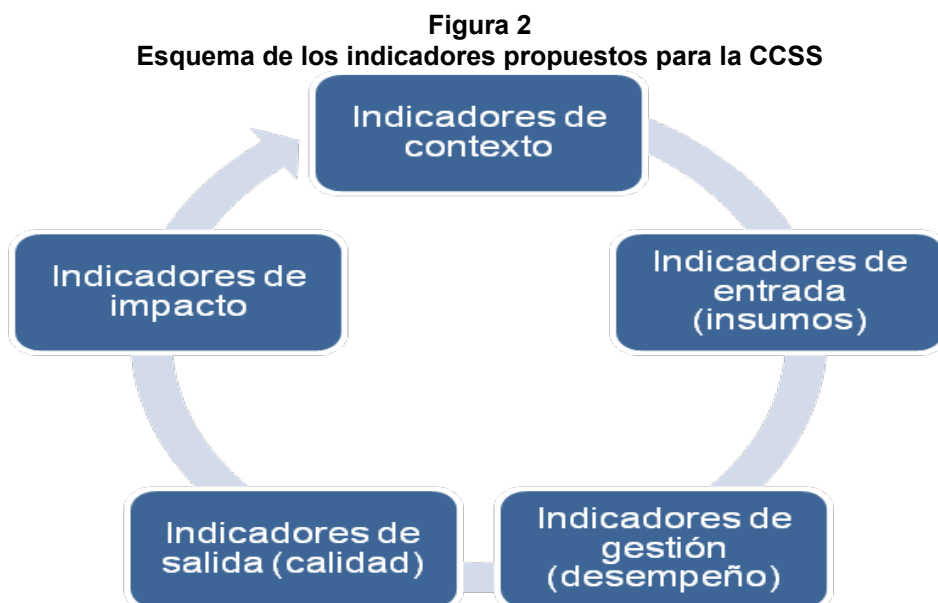 Figura 2
Esquema de los indicadores propuestos para la CCSS
Indicadores de
contexto
Indicadores de
entrada
(insumos)
Indicadores de
gestión
(desempeño)
Indicadores de
salida (calidad)
Indicadores de
impacto